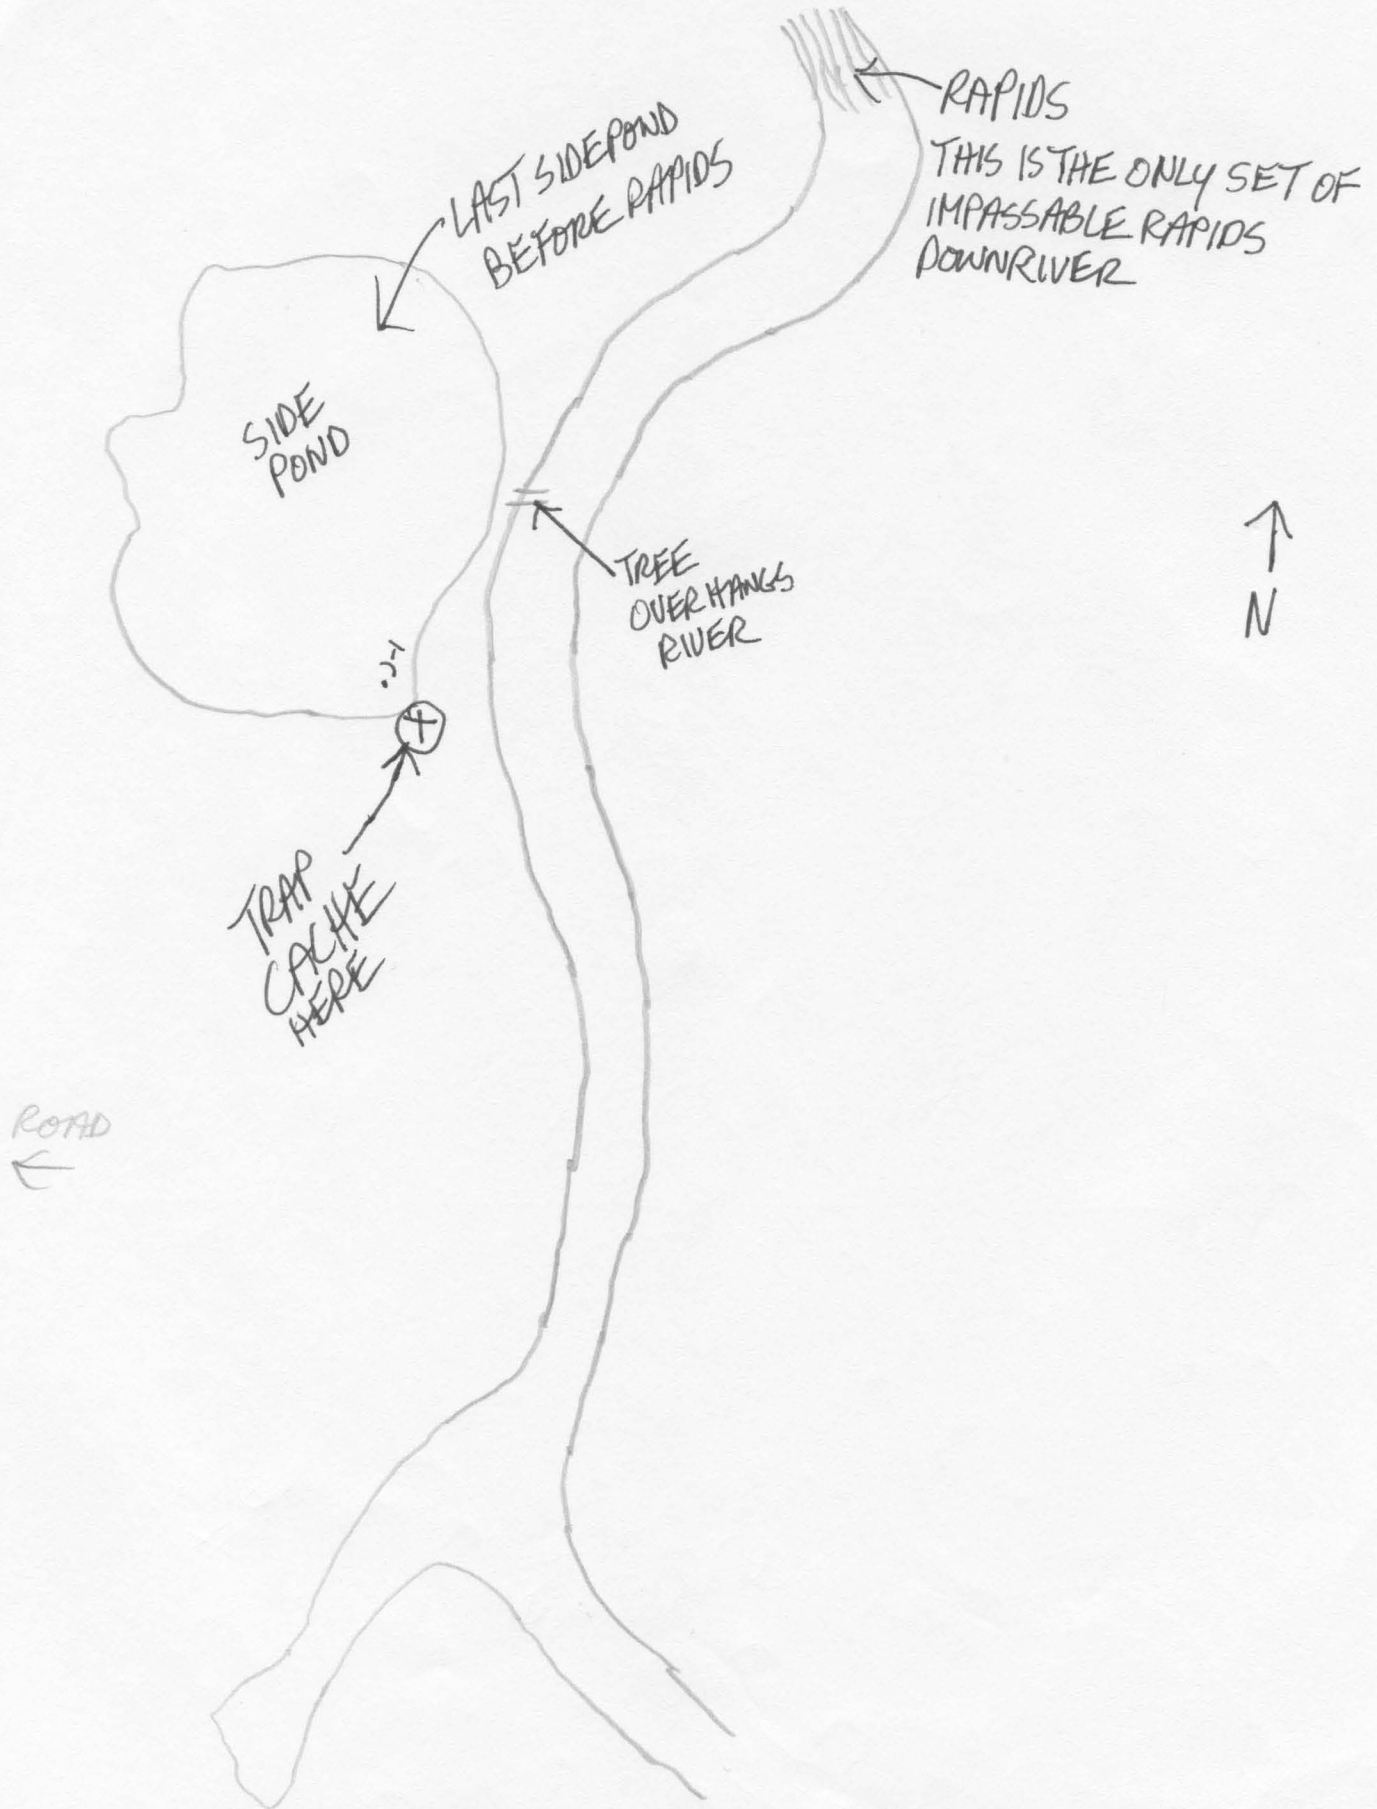 RAPIDS
THIS IS THE ONLY SET OF
IMPASSABLE RAPIDS
DOWNRIVER
LAST SIDEPOND
BEFORE RAPIDS
SIDE
POND
TREE
OVERHANGS
RIVER
N
X
TRAP
CACHE
HERE
ROAD